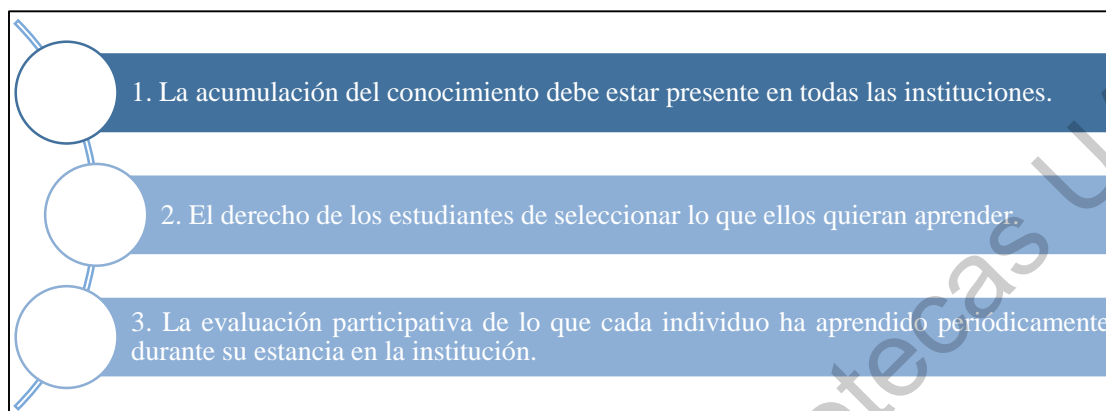 1. La acumulación del conocimiento debe estar presente en todas las instituciones.
2. El derecho de los estudiantes de seleccionar lo que ellos quieran aprender.
3. La evaluación participativa de lo que cada individuo ha aprendido periódicamente
durante su estancia en la institución.